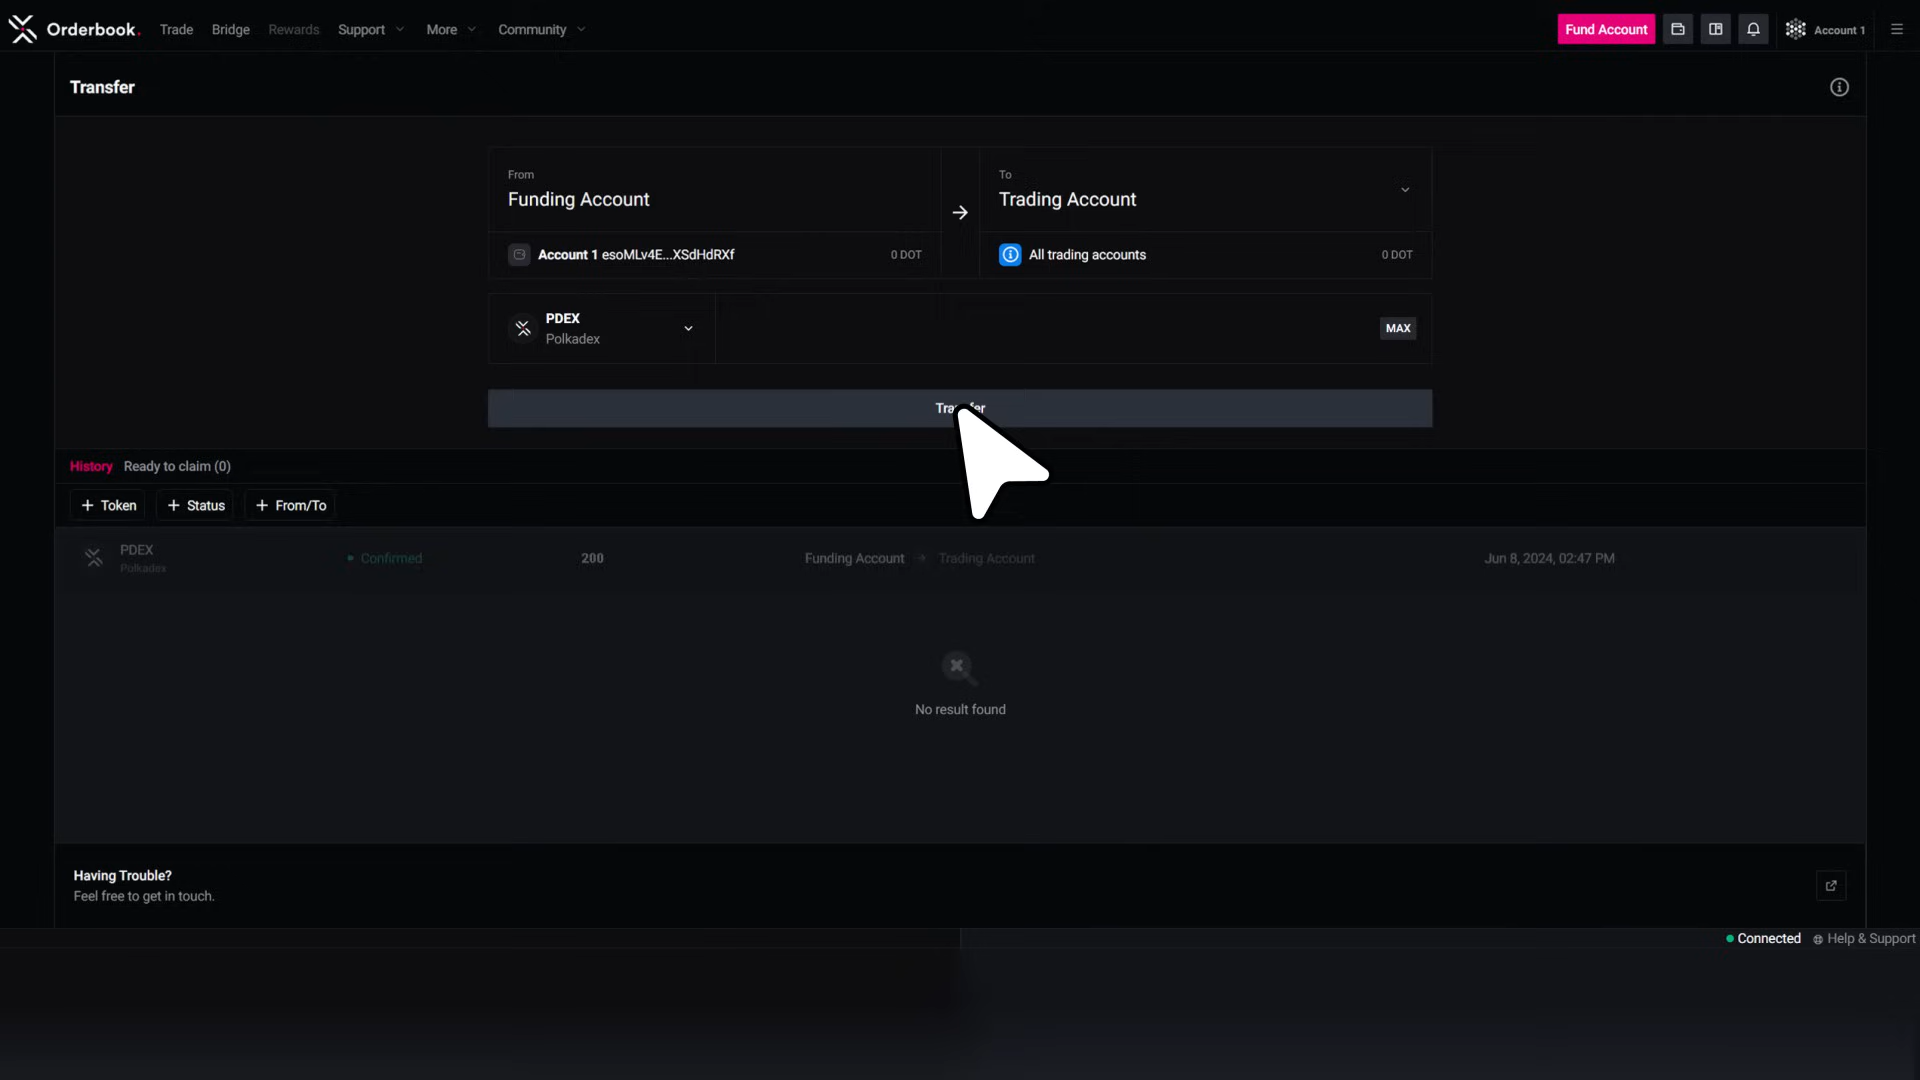 Orderbook. Trade Bridge Rewards Support More Community Fund Account Account 1
Transfer
From
Funding Account
To
Trading Account
Account 1 esoMLv4E...XSdHdRXf 0 DOT
All trading accounts 0 DOT
PDEX
Polkadex
MAX
Transfer
History Ready to claim (0)
+ Token + Status + From/To
PDEX
Polkadex
Confirmed 200 Funding Account Trading Account Jun 8, 2024, 02:47 PM
No result found
Having Trouble?
Feel free to get in touch.
Connected Help & Support